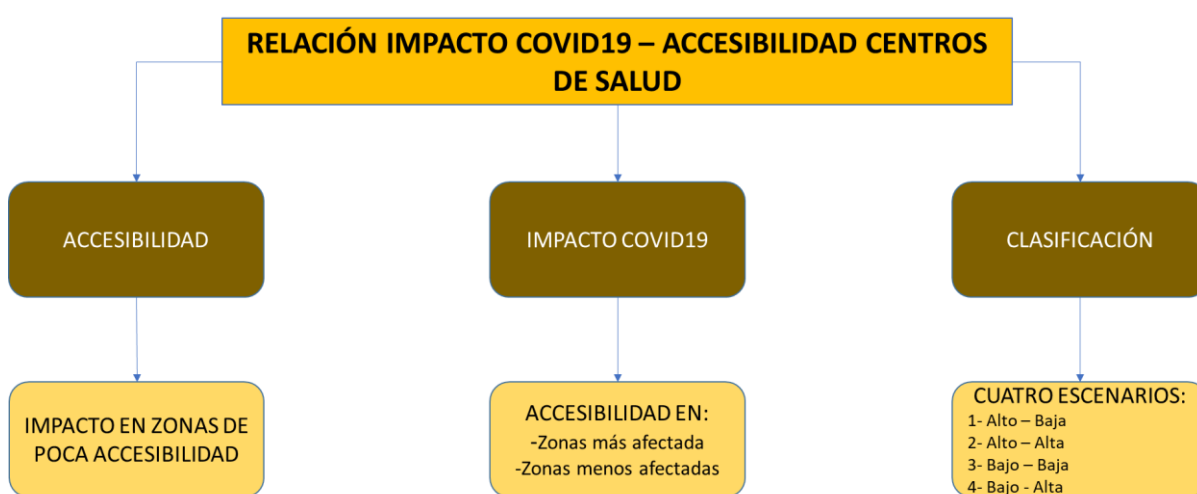 RELACIÓN IMPACTO COVID19 – ACCESIBILIDAD CENTROS
DE SALUD
ACCESIBILIDAD
IMPACTO COVID19
CLASIFICACIÓN
IMPACTO EN ZONAS DE
POCA ACCESIBILIDAD
ACCESIBILIDAD EN:
-Zonas más afectada
-Zonas menos afectadas
CUATRO ESCENARIOS:
1- Alto – Baja
2- Alto – Alta
3- Bajo – Baja
4- Bajo - Alta